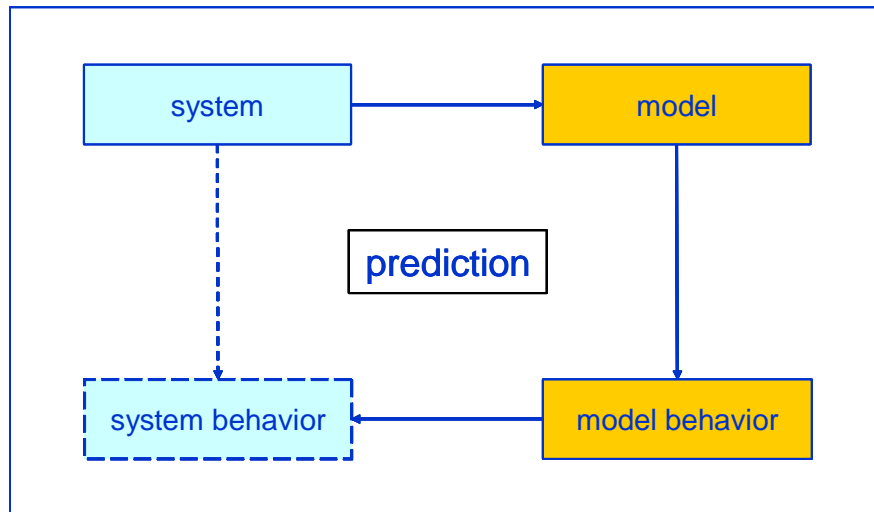 system
model
prediction
system behavior
model behavior